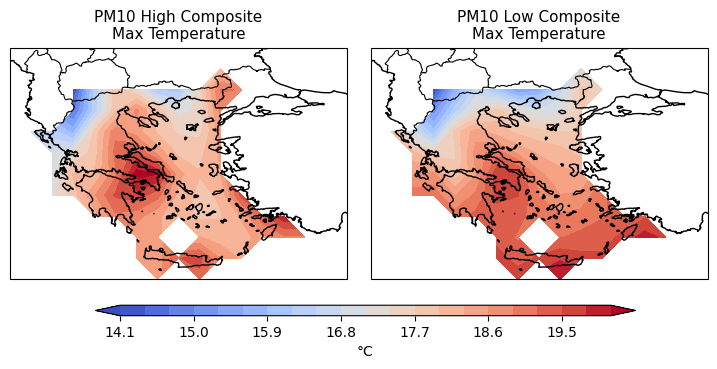 PM10 High Composite
Max Temperature
PM10 Low Composite
Max Temperature
14.1 15.0 15.9 16.8 17.7 18.6 19.5
°C